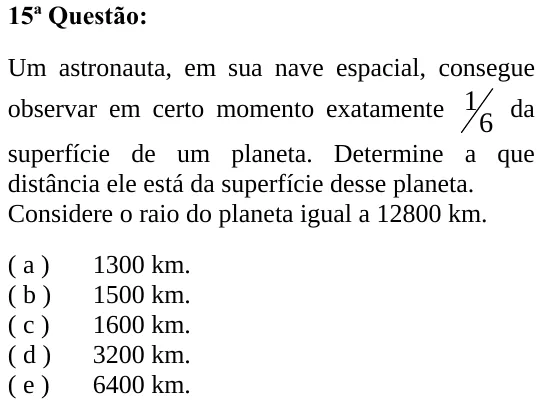 15ª Questão:
Um astronauta, em sua nave espacial, consegue
observar em certo momento exatamente 1/6 da
superfície de um planeta. Determine a que
distância ele está da superfície desse planeta.
Considere o raio do planeta igual a 12800 km.
( a ) 1300 km.
( b ) 1500 km.
( c ) 1600 km.
( d ) 3200 km.
( e ) 6400 km.